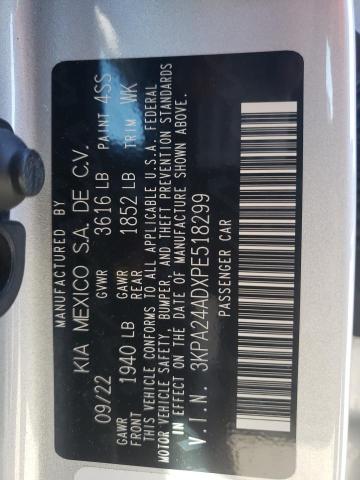 MANUFACTURED BY
KIA MEXICO S.A. DE C.V.
09/22 GVWR 3616 LB PAINT 4SS
GAWR FRT 1940 LB GAWR REAR 1852 LB TRIM WK
THIS VEHICLE CONFORMS TO ALL APPLICABLE U.S.A. FEDERAL
MOTOR VEHICLE SAFETY, BUMPER, AND THEFT PREVENTION STANDARDS
IN EFFECT ON THE DATE OF MANUFACTURE SHOWN ABOVE.
V.I.N. 3KPA24ADXPE518299
PASSENGER CAR